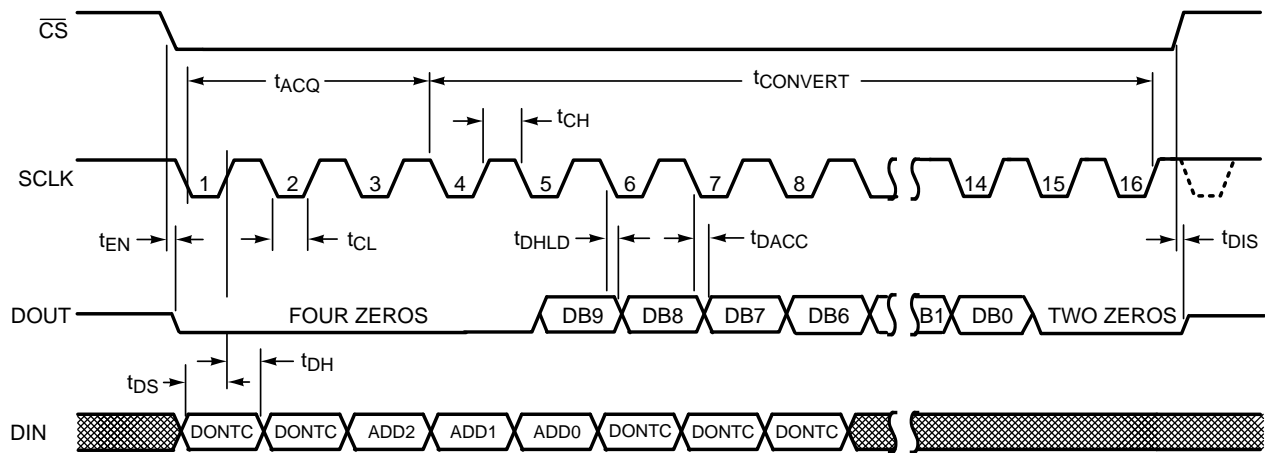 CS
tACQ
tCONVERT
tCH
SCLK
1 2 3 4 5 6 7 8 14 15 16
tEN
tCL
tDHLD
tDACC
tDIS
DOUT
FOUR ZEROS DB9 DB8 DB7 DB6 B1 DB0 TWO ZEROS
tDH
tDS
DIN
DONTC DONTC ADD2 ADD1 ADD0 DONTC DONTC DONTC